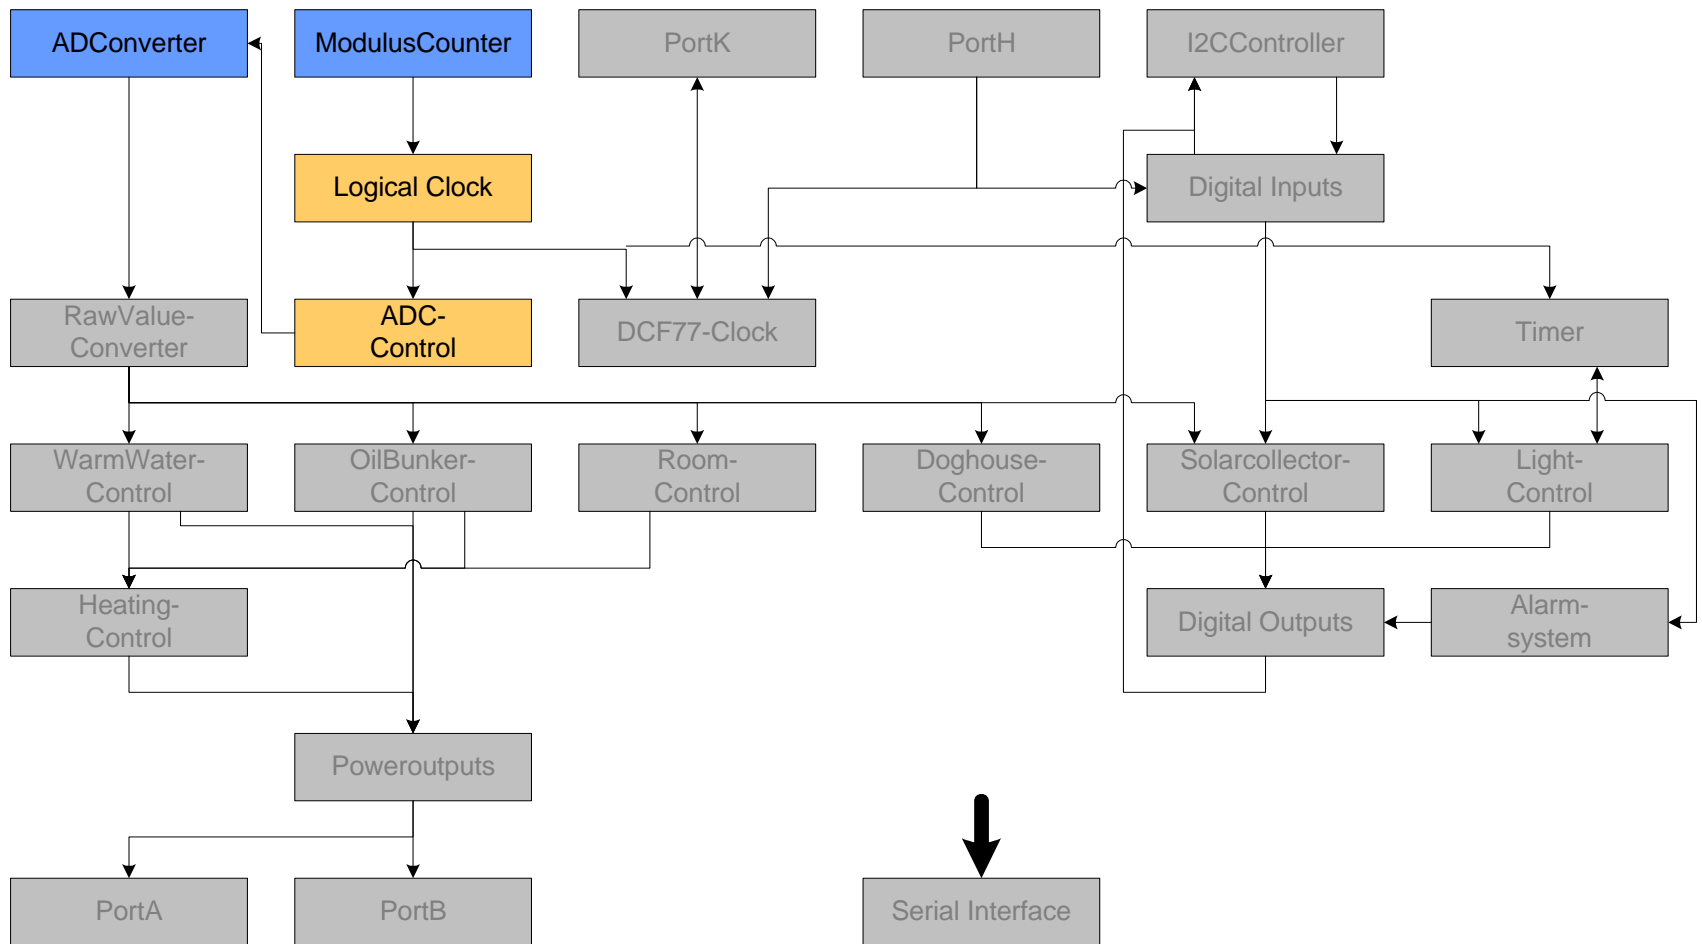 ADConverter
ModulusCounter
PortK
PortH
I2CController
Logical Clock
Digital Inputs
RawValue-
Converter
ADC-
Control
DCF77-Clock
Timer
WarmWater-
Control
OilBunker-
Control
Room-
Control
Doghouse-
Control
Solarcollector-
Control
Light-
Control
Heating-
Control
Digital Outputs
Alarm-
system
Poweroutputs
PortA
PortB
Serial Interface